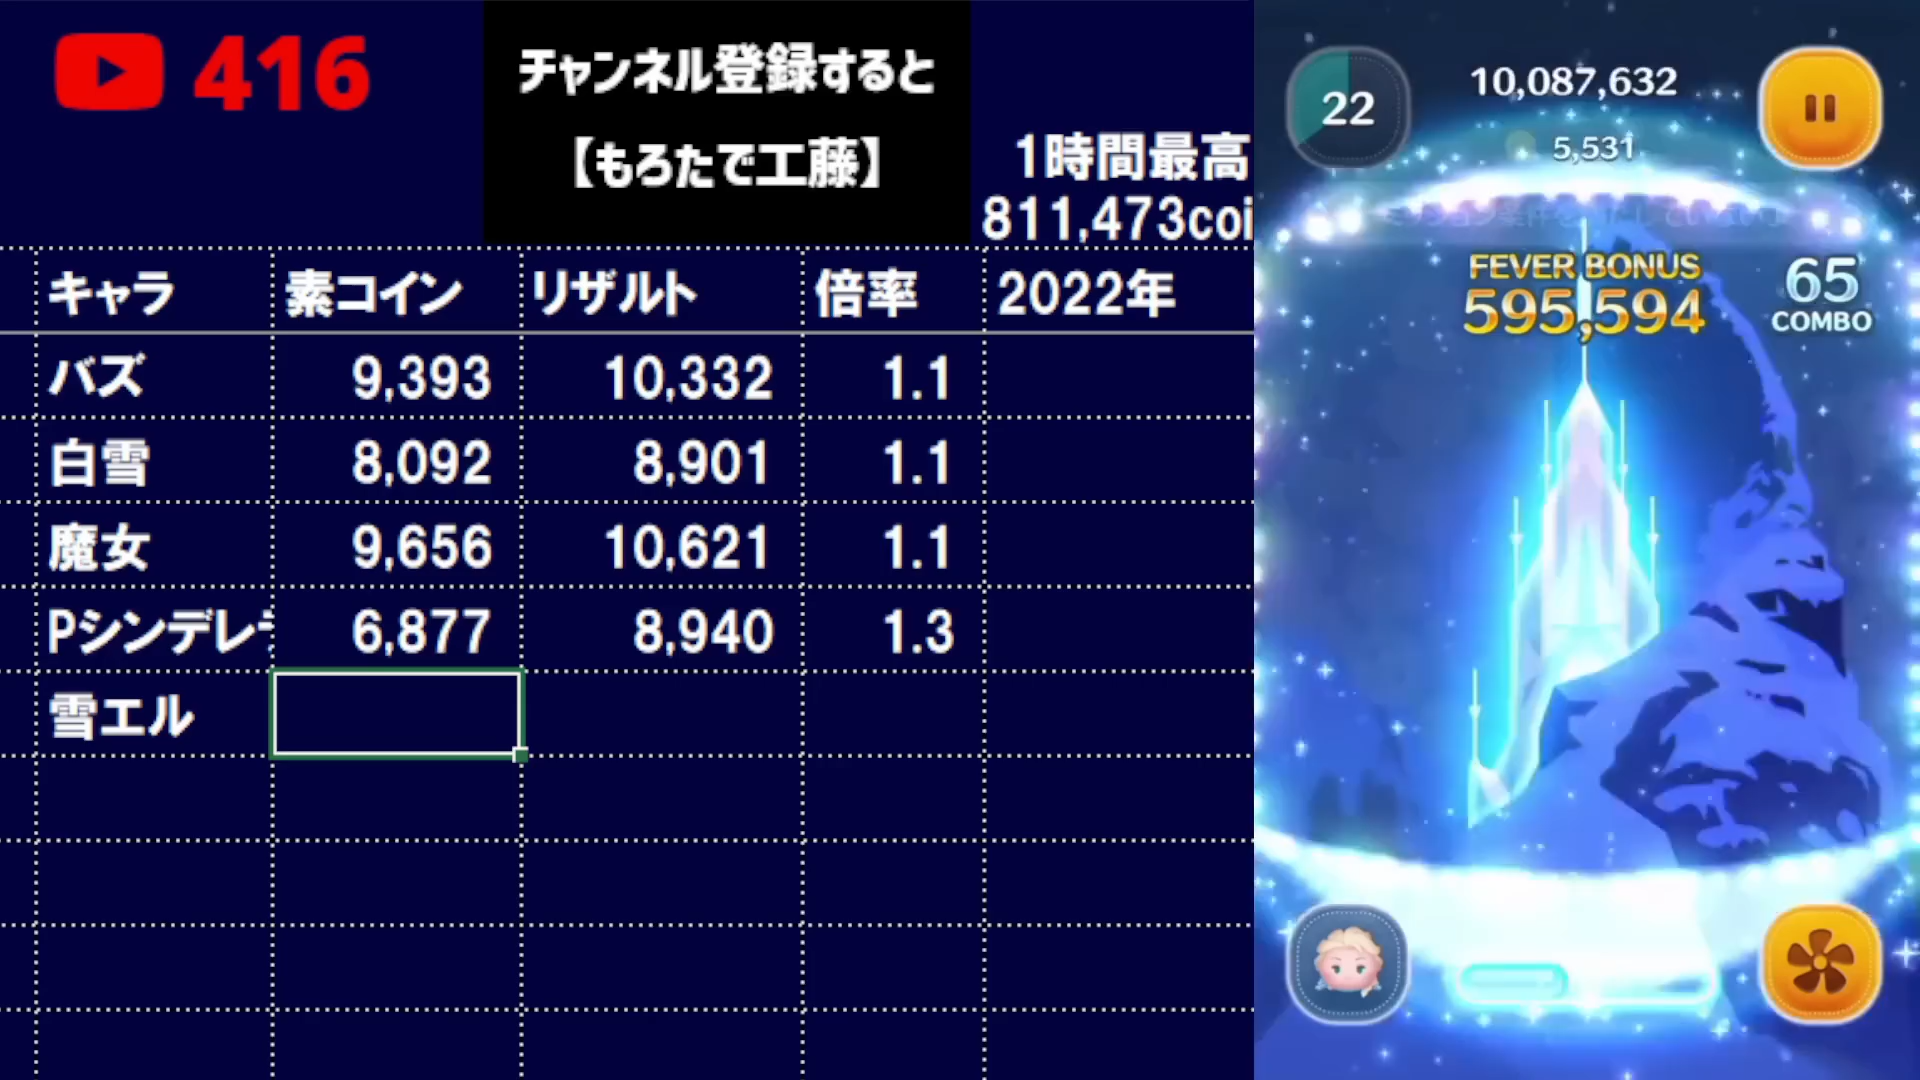 416
チャンネル登録すると
【もろたで工藤】
1時間最高
811,473coi
キャラ 素コイン リザルト 倍率 2022年
バズ 9,393 10,332 1.1
白雪 8,092 8,901 1.1
魔女 9,656 10,621 1.1
Pシンデレラ 6,877 8,940 1.3
雪エル
22
10,087,632
5,531
FEVER BONUS
595,594
65
COMBO